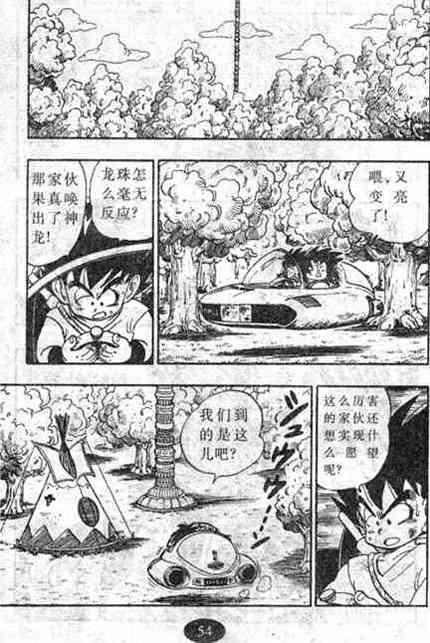 喂，又
变亮
了！
龙珠怎
么毫无
反应？
那家伙
果真唤
出了神
龙！
这么厉害
的家伙还
想实现什
么愿望
呢？
我们到
的是这
儿吧？
54